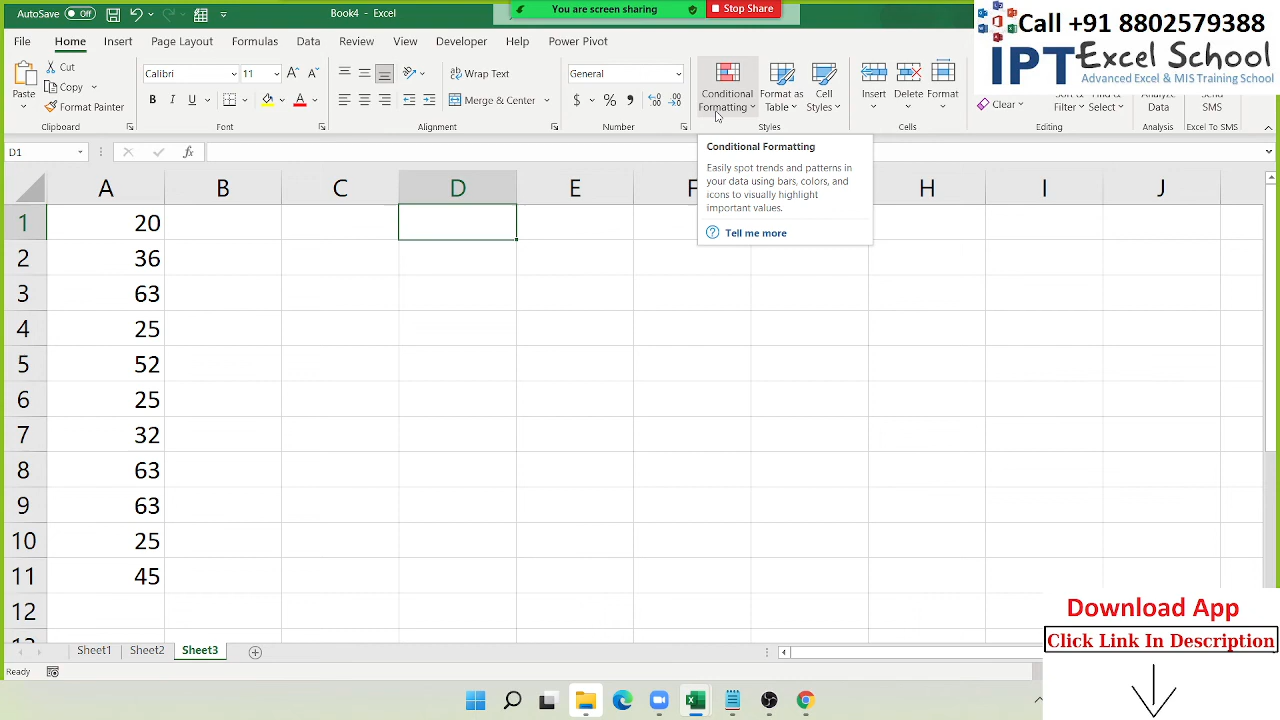 AutoSave Off
Book4 - Excel
You are screen sharing
Stop Share
Call +91 8802579388
IPT Excel School
Advanced Excel & MIS Training School
File Home Insert Page Layout Formulas Data Review View Developer Help Power Pivot
Paste
Cut
Copy
Format Painter
Clipboard
Calibri 11
B I U
Font
Wrap Text
Merge & Center
Alignment
General
$ % ,
Number
Conditional Formatting
Format as Table
Cell Styles
Styles
Insert Delete Format
Cells
Clear
Filter Select
Editing
Data
Analysis
SMS
Excel To SMS
D1
fx
Conditional Formatting
Easily spot trends and patterns in
your data using bars, colors, and
icons to visually highlight
important values.
Tell me more
A B C D E F H I J
1 20
2 36
3 63
4 25
5 52
6 25
7 32
8 63
9 63
10 25
11 45
12
Sheet1 Sheet2 Sheet3
Ready
Download App
Click Link In Description